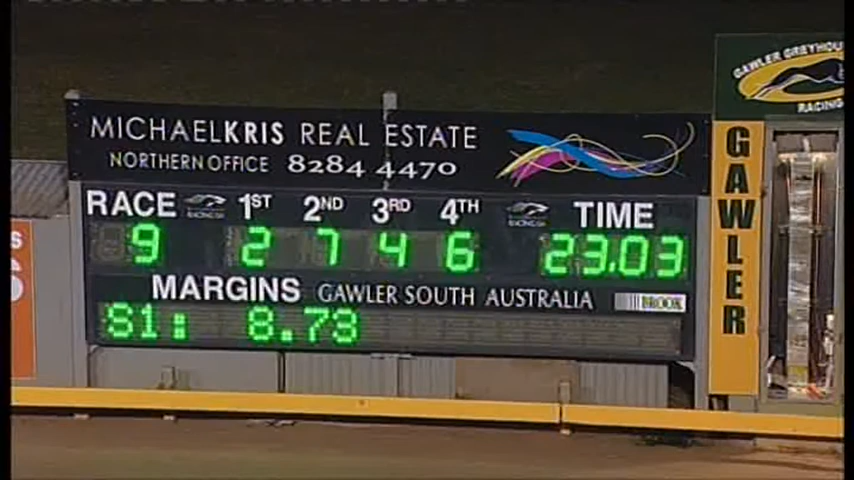 GAWLER GREYHOU
RACING
MICHAELKRIS REAL ESTATE
NORTHERN OFFICE 8284 4470
RACE 1ST 2ND 3RD 4TH TIME
9 2 7 4 6 23.03
MARGINS GAWLER SOUTH AUSTRALIA
S1: 8.73
GAWLER
S
S